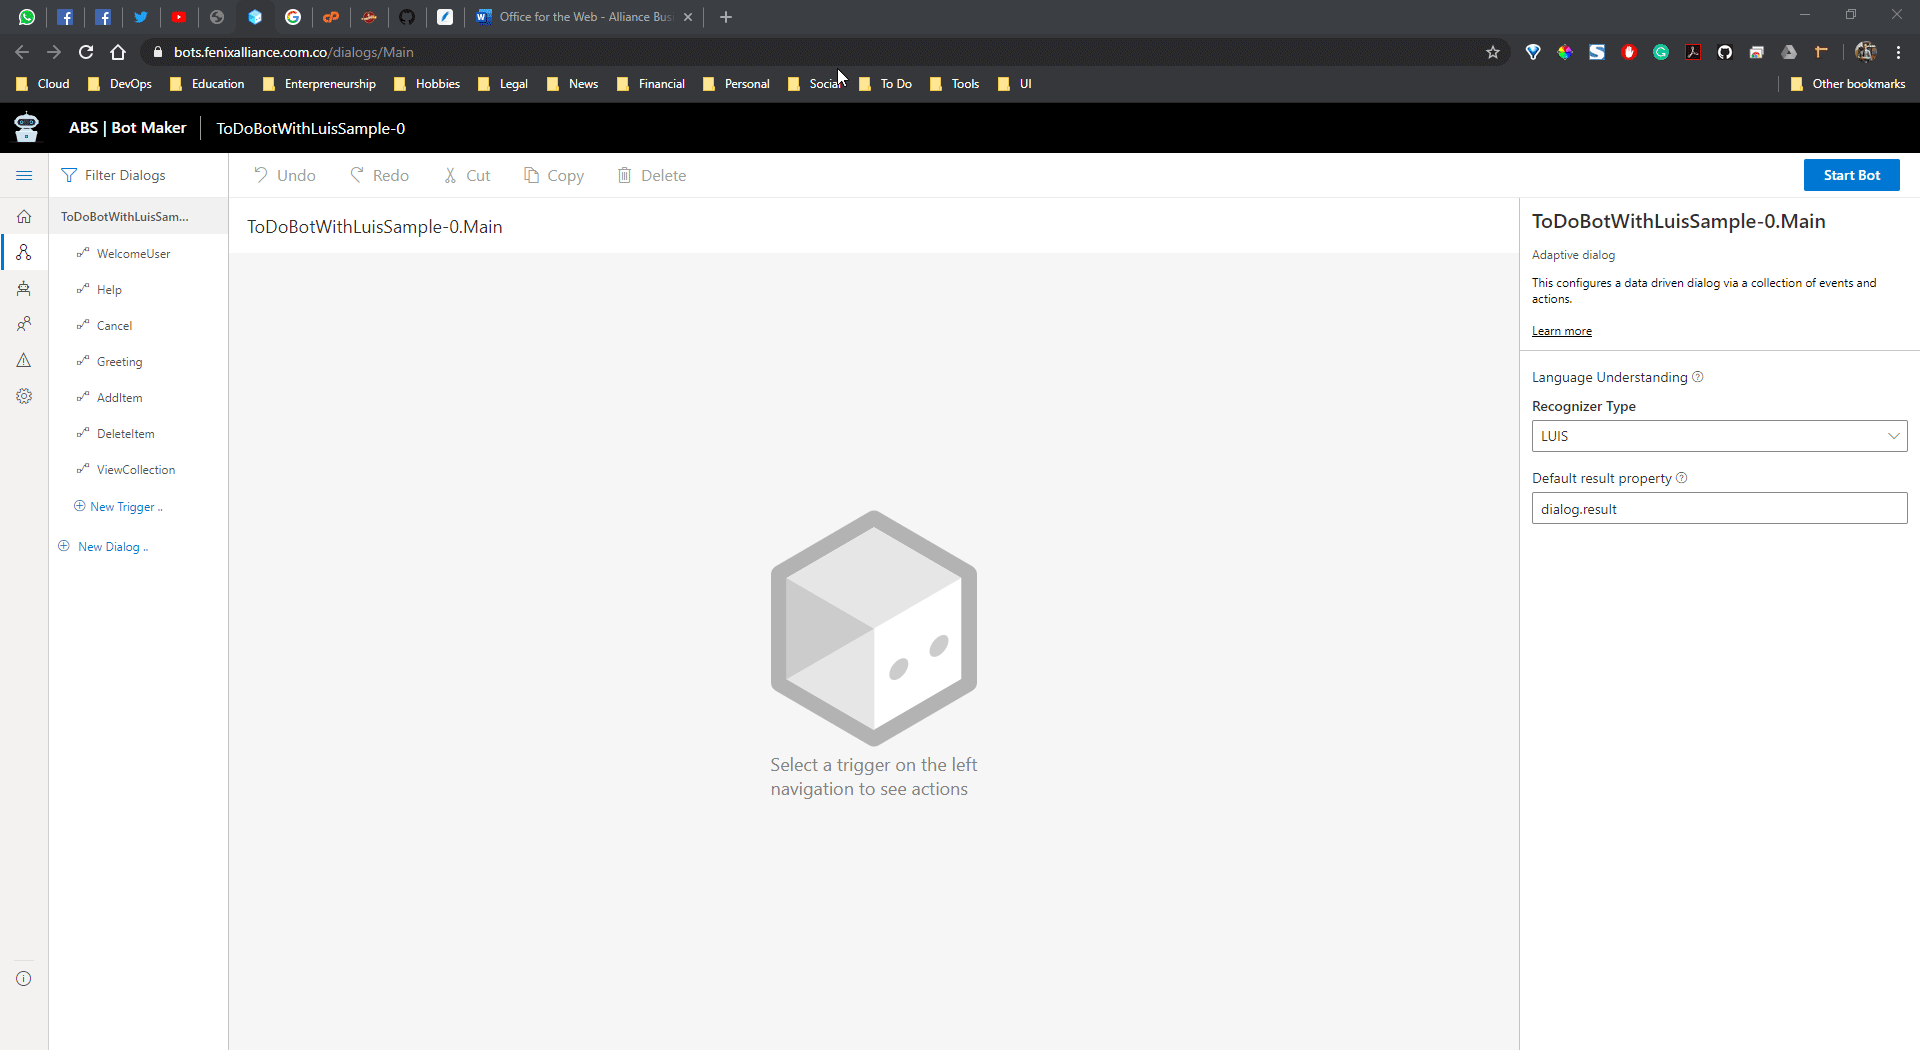 Office for the Web - Alliance Bus
bots.fenixalliance.com.co/dialogs/Main
Cloud DevOps Education Enterpreneurship Hobbies Legal News Financial Personal Social To Do Tools UI Other bookmarks
ABS | Bot Maker ToDoBotWithLuisSample-0
Filter Dialogs Undo Redo Cut Copy Delete Start Bot
ToDoBotWithLuisSam...
WelcomeUser
Help
Cancel
Greeting
AddItem
DeleteItem
ViewCollection
New Trigger ..
New Dialog ..
ToDoBotWithLuisSample-0.Main
Select a trigger on the left
navigation to see actions
ToDoBotWithLuisSample-0.Main
Adaptive dialog
This configures a data driven dialog via a collection of events and
actions.
Learn more
Language Understanding
Recognizer Type
LUIS
Default result property
dialog.result